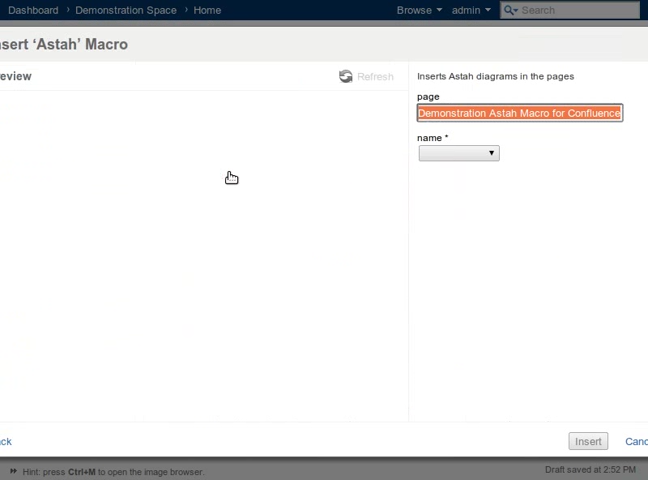 Dashboard › Demonstration Space › Home Browse ▼ admin ▼ Search
nsert ‘Astah’ Macro
eview Refresh
Inserts Astah diagrams in the pages
page
Demonstration Astah Macro for Confluence
name *
ck Insert Canc
Hint: press Ctrl+M to open the image browser. Draft saved at 2:52 PM